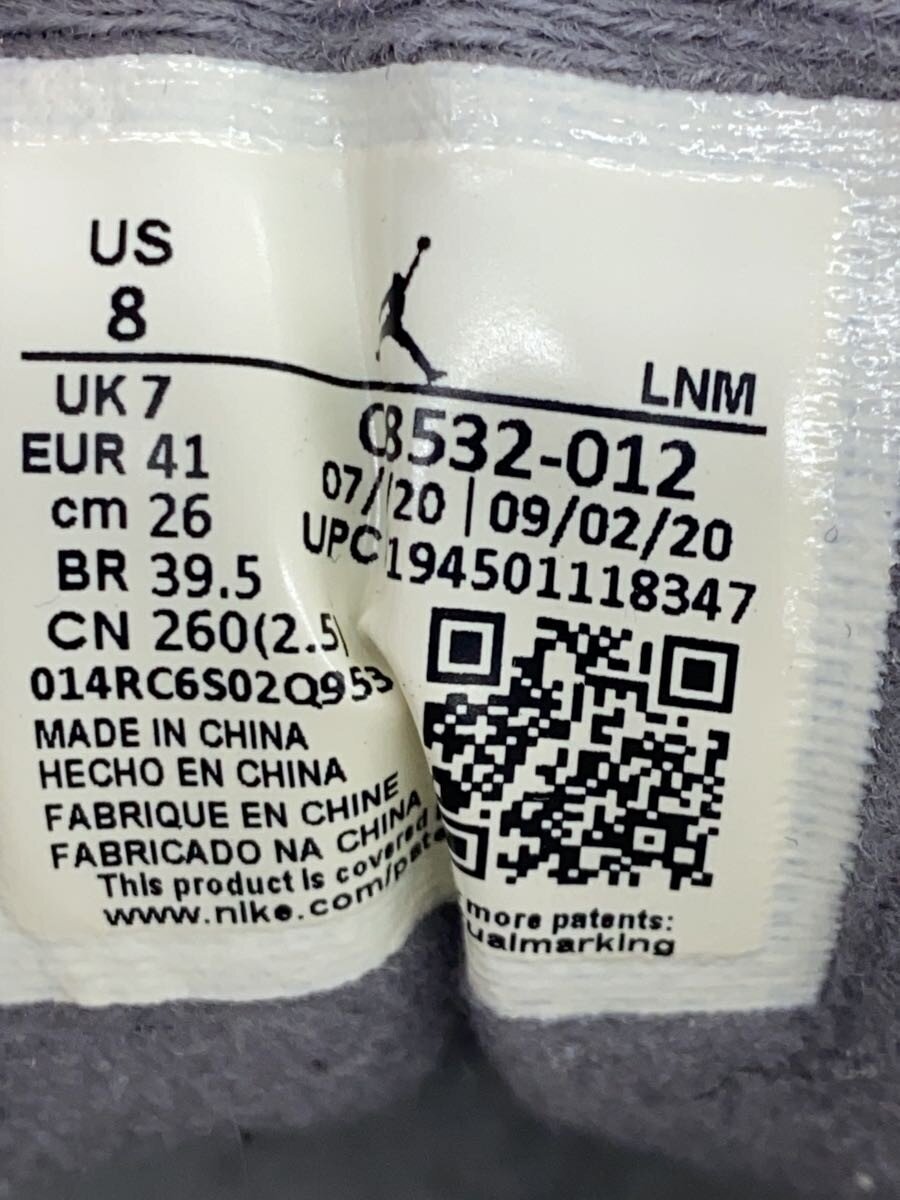 US
8
UK 7
EUR 41
cm 26
BR 39.5
CN 260(2.5)
014RC6S02Q953
MADE IN CHINA
HECHO EN CHINA
FABRIQUE EN CHINE
FABRICADO NA CHINA
This product is covered
www.nike.com/pate
LNM
8532-012
07/ /20 | 09/02/20
UPC 194501118347
more patents:
ualmarking